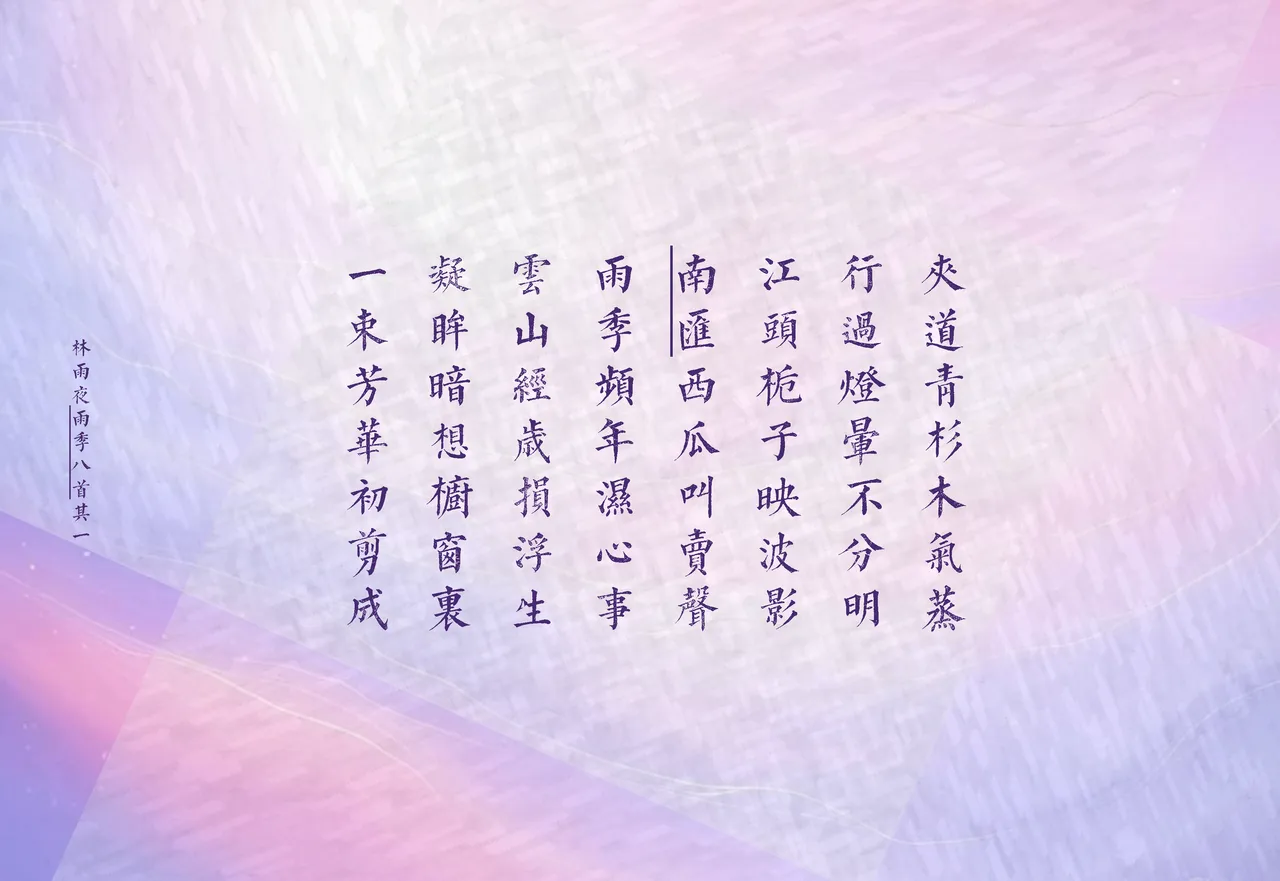 夾道青杉木氣蒸
行過燈暈不分明
江頭梔子映波影
南匯西瓜叫賣聲
雨季頻年濕心事
雲山經歲損浮生
凝眸暗想櫥窗裏
一束芳華初剪成
林雨夜雨季八首其一